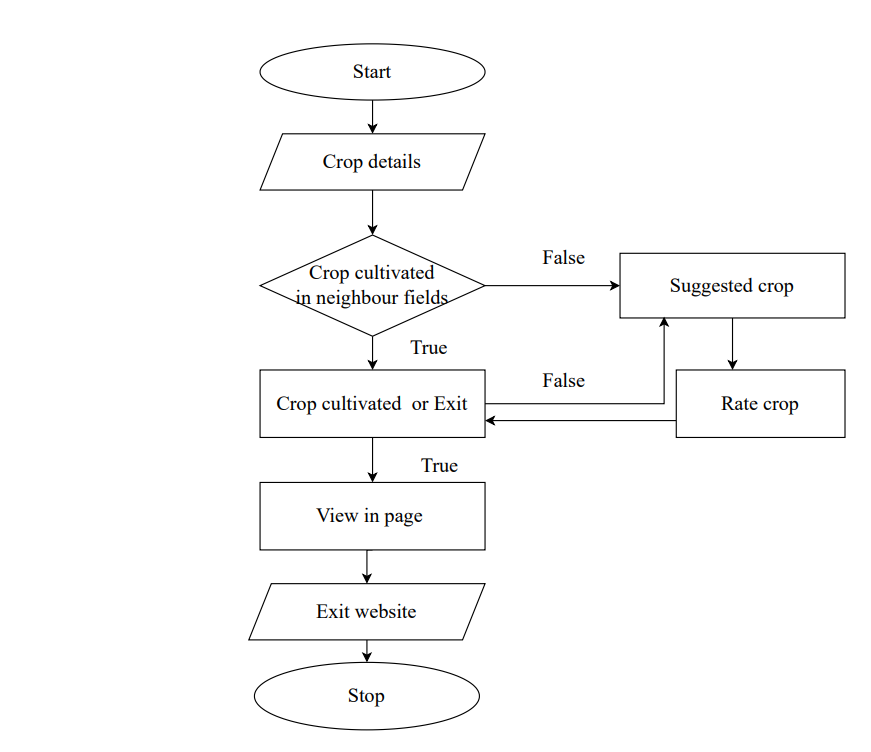 Start
Crop details
Crop cultivated
in neighbour fields
False
Suggested crop
True
False
Crop cultivated  or Exit
Rate crop
True
View in page
Exit website
Stop